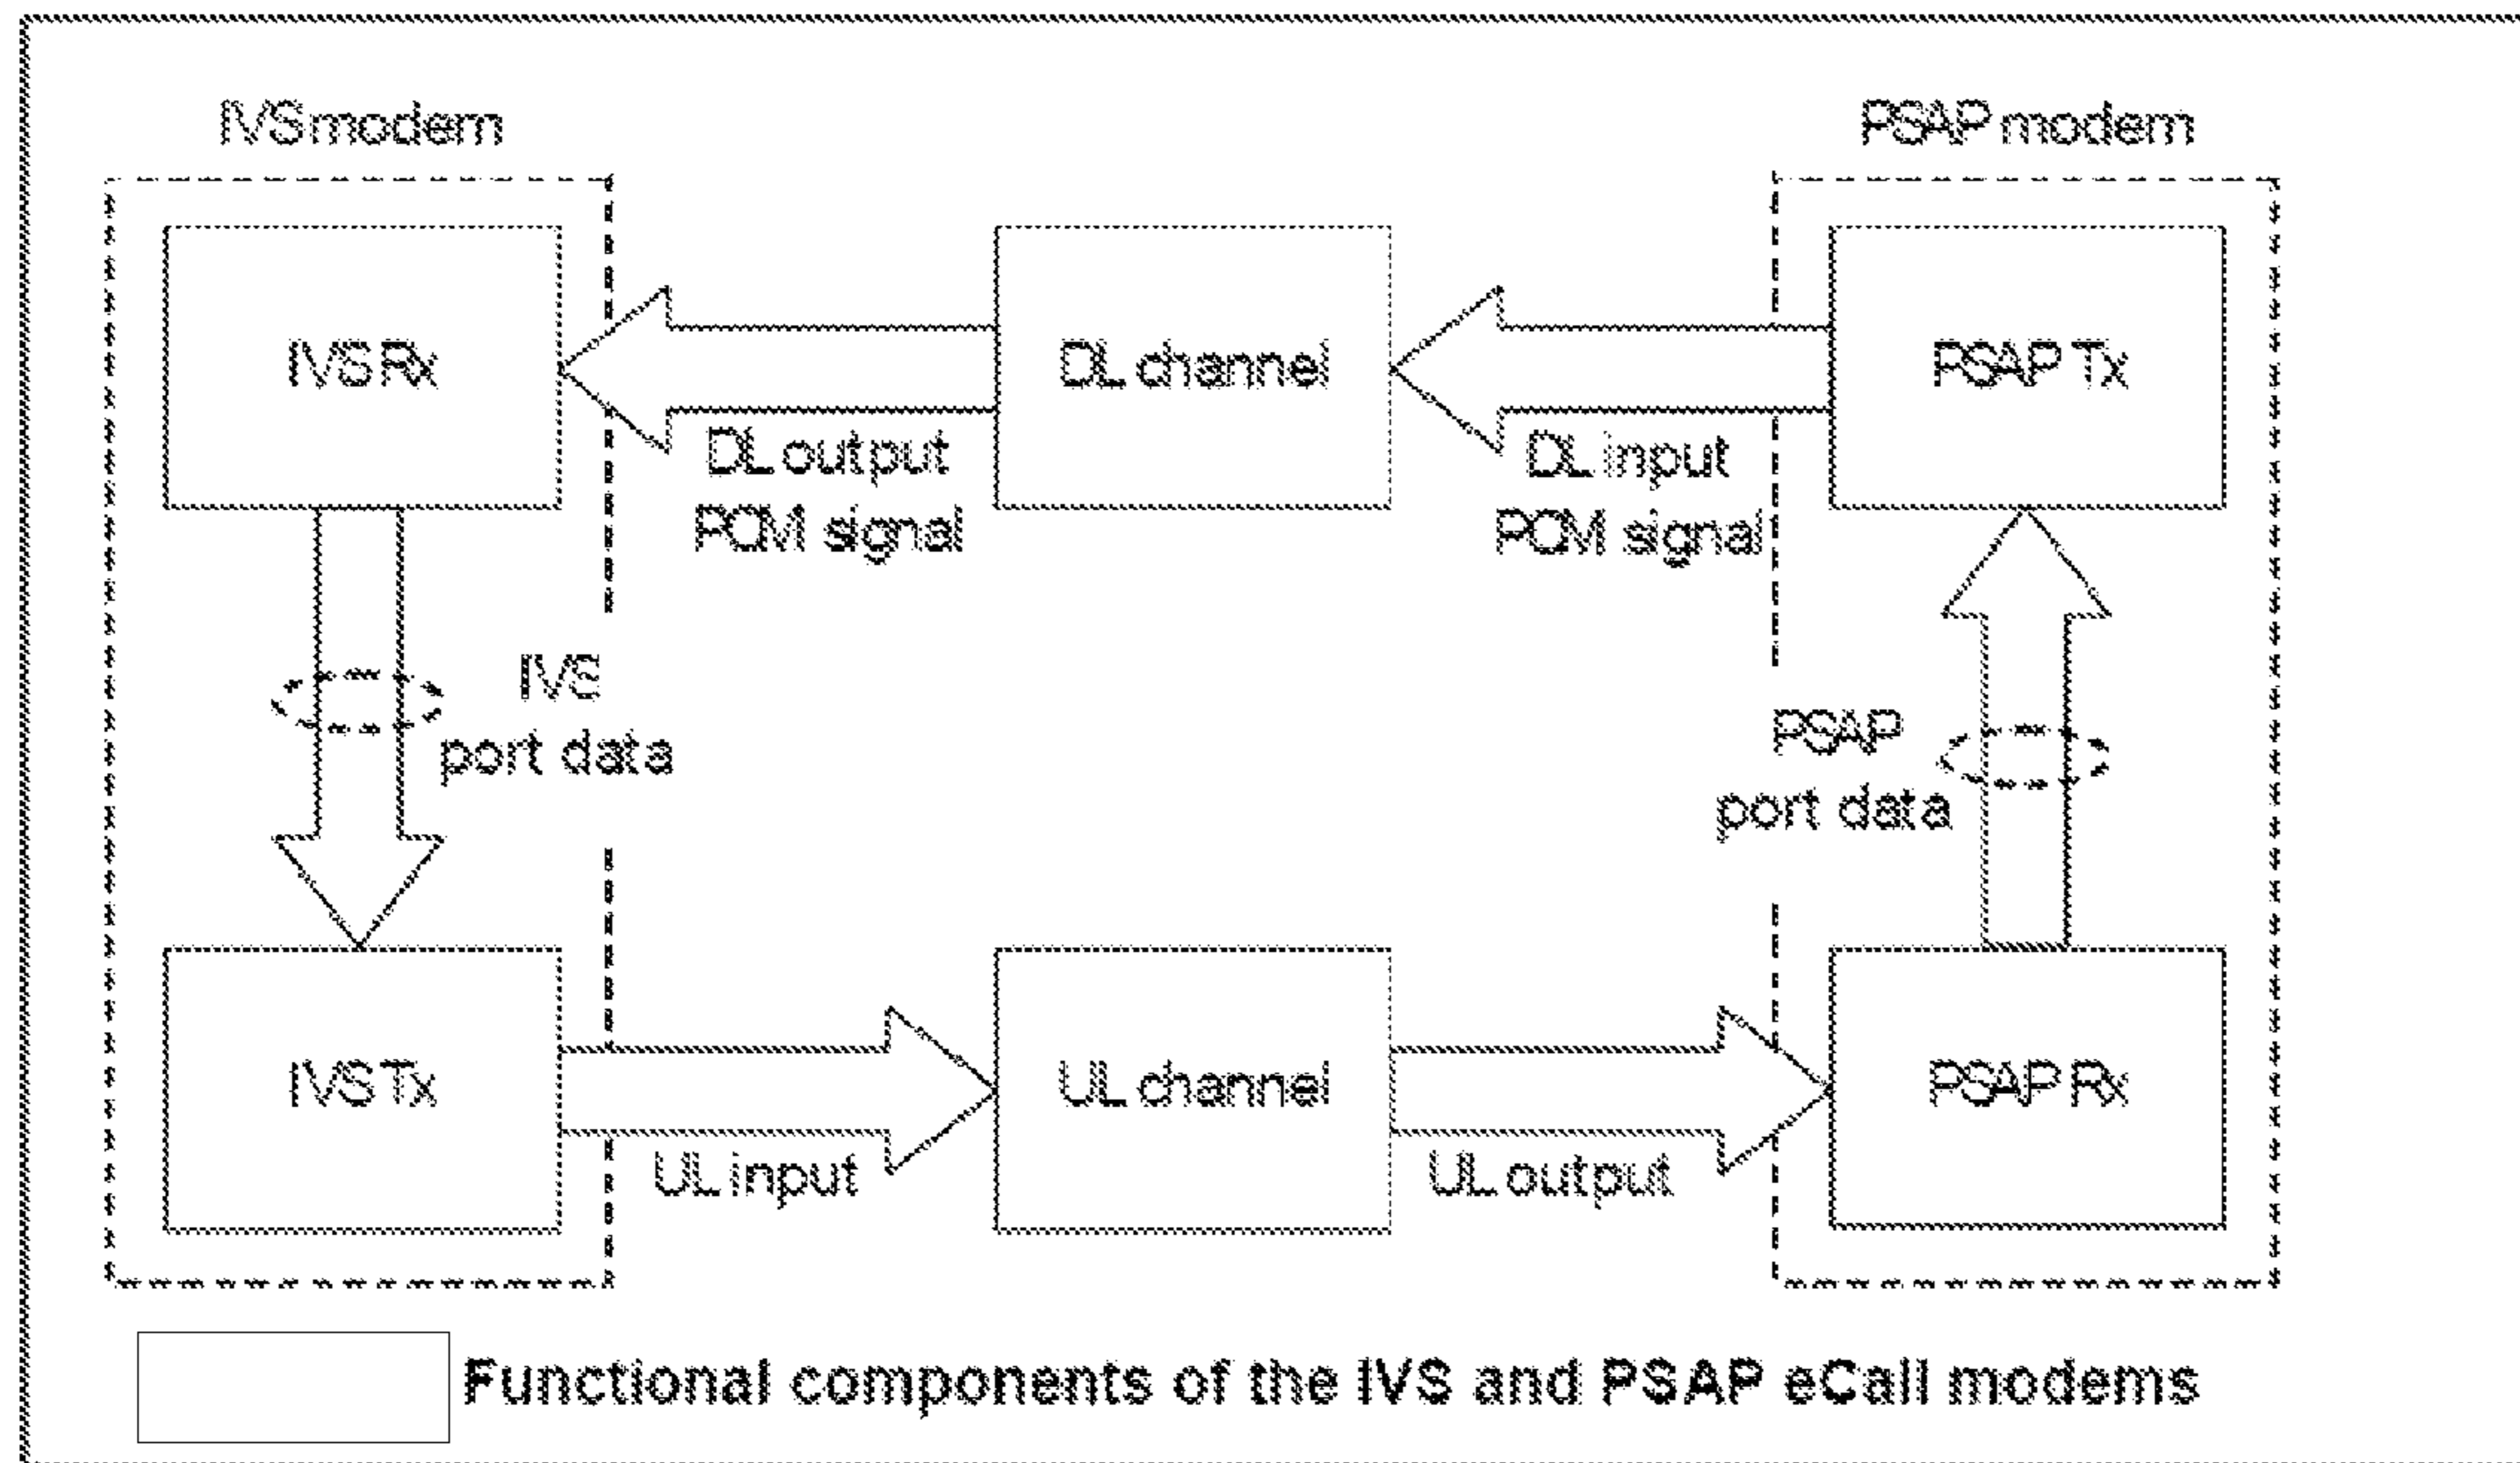 IVS modem
PSAP modem
IVS Rx
DL channel
PSAP Tx
DL output
PCM signal
DL input
PCM signal
IVS
port data
PSAP
port data
IVS Tx
UL channel
PSAP Rx
UL input
UL output
Functional components of the IVS and PSAP eCall modems